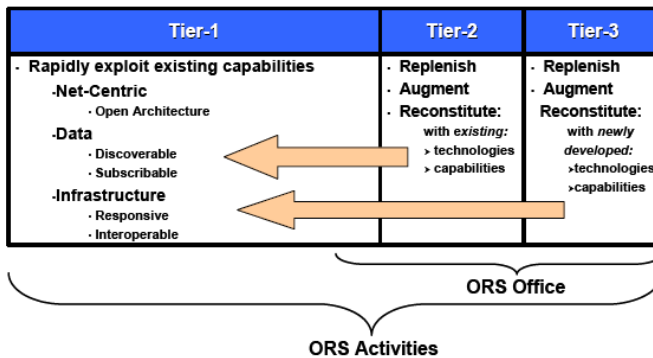 Tier-1
Tier-2
Tier-3
· Rapidly exploit existing capabilities
-Net-Centric
· Open Architecture
-Data
· Discoverable
· Subscribable
-Infrastructure
· Responsive
· Interoperable
· Replenish
· Augment
· Reconstitute:
with existing:
➢ technologies
➢ capabilities
· Replenish
· Augment
· Reconstitute:
with newly
developed:
➢technologies
➢capabilities
ORS Office
ORS Activities